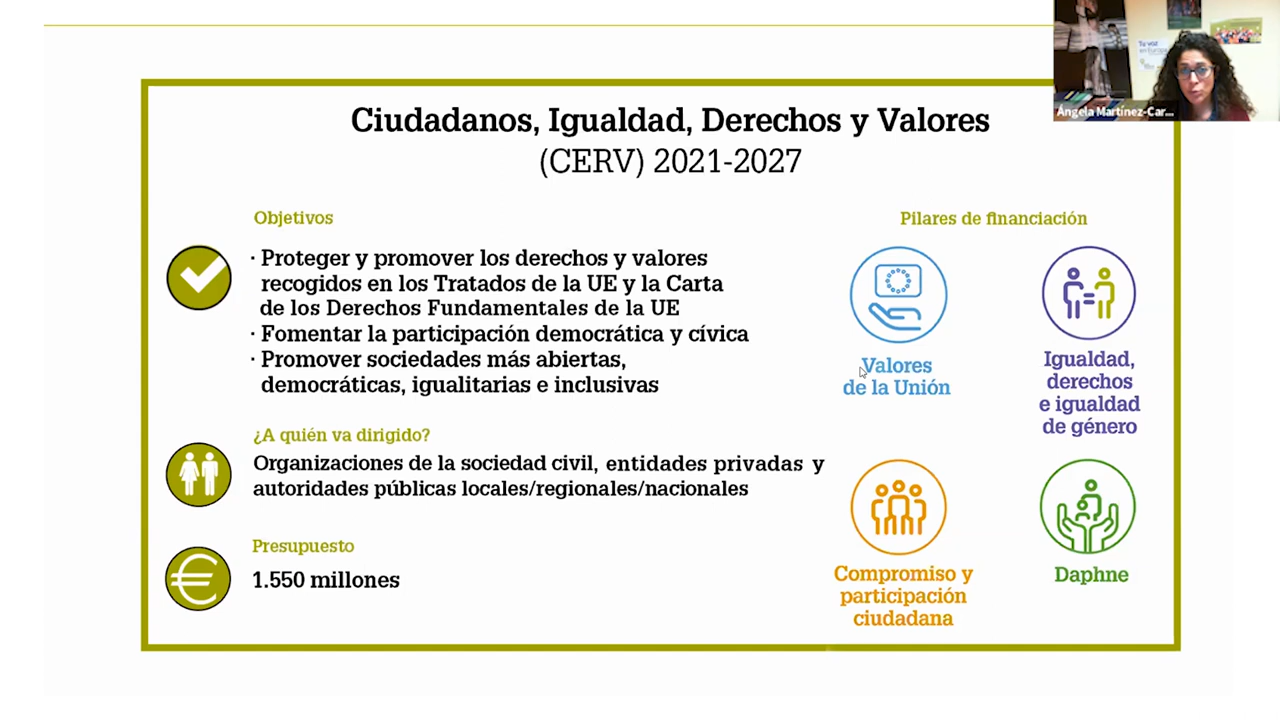 Ciudadanos, Igualdad, Derechos y Valores
(CERV) 2021-2027
Objetivos
· Proteger y promover los derechos y valores
recogidos en los Tratados de la UE y la Carta
de los Derechos Fundamentales de la UE
· Fomentar la participación democrática y cívica
· Promover sociedades más abiertas,
democráticas, igualitarias e inclusivas
¿A quién va dirigido?
Organizaciones de la sociedad civil, entidades privadas y
autoridades públicas locales/regionales/nacionales
Presupuesto
1.550 millones
Pilares de financiación
Valores
de la Unión
Igualdad,
derechos
e igualdad
de género
Compromiso y
participación
ciudadana
Daphne
Tu voz
en Europa
Ángela Martínez-Car...